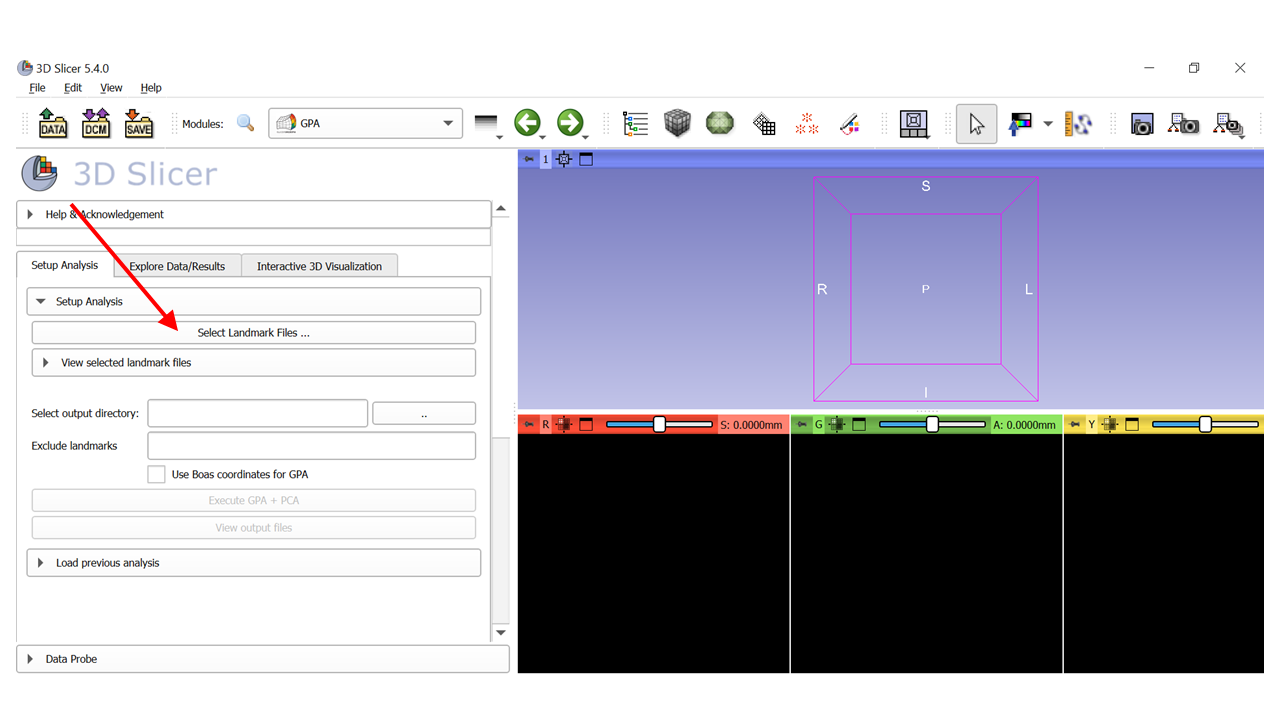 3D Slicer 5.4.0
File Edit View Help
DATA DCM SAVE Modules: GPA
3D Slicer
Help & Acknowledgement
Setup Analysis Explore Data/Results Interactive 3D Visualization
Setup Analysis
Select Landmark Files ...
View selected landmark files
Select output directory: ..
Exclude landmarks
Use Boas coordinates for GPA
Execute GPA + PCA
View output files
Load previous analysis
Data Probe
1
S
R P L
I
R S: 0.0000mm G A: 0.0000mm Y